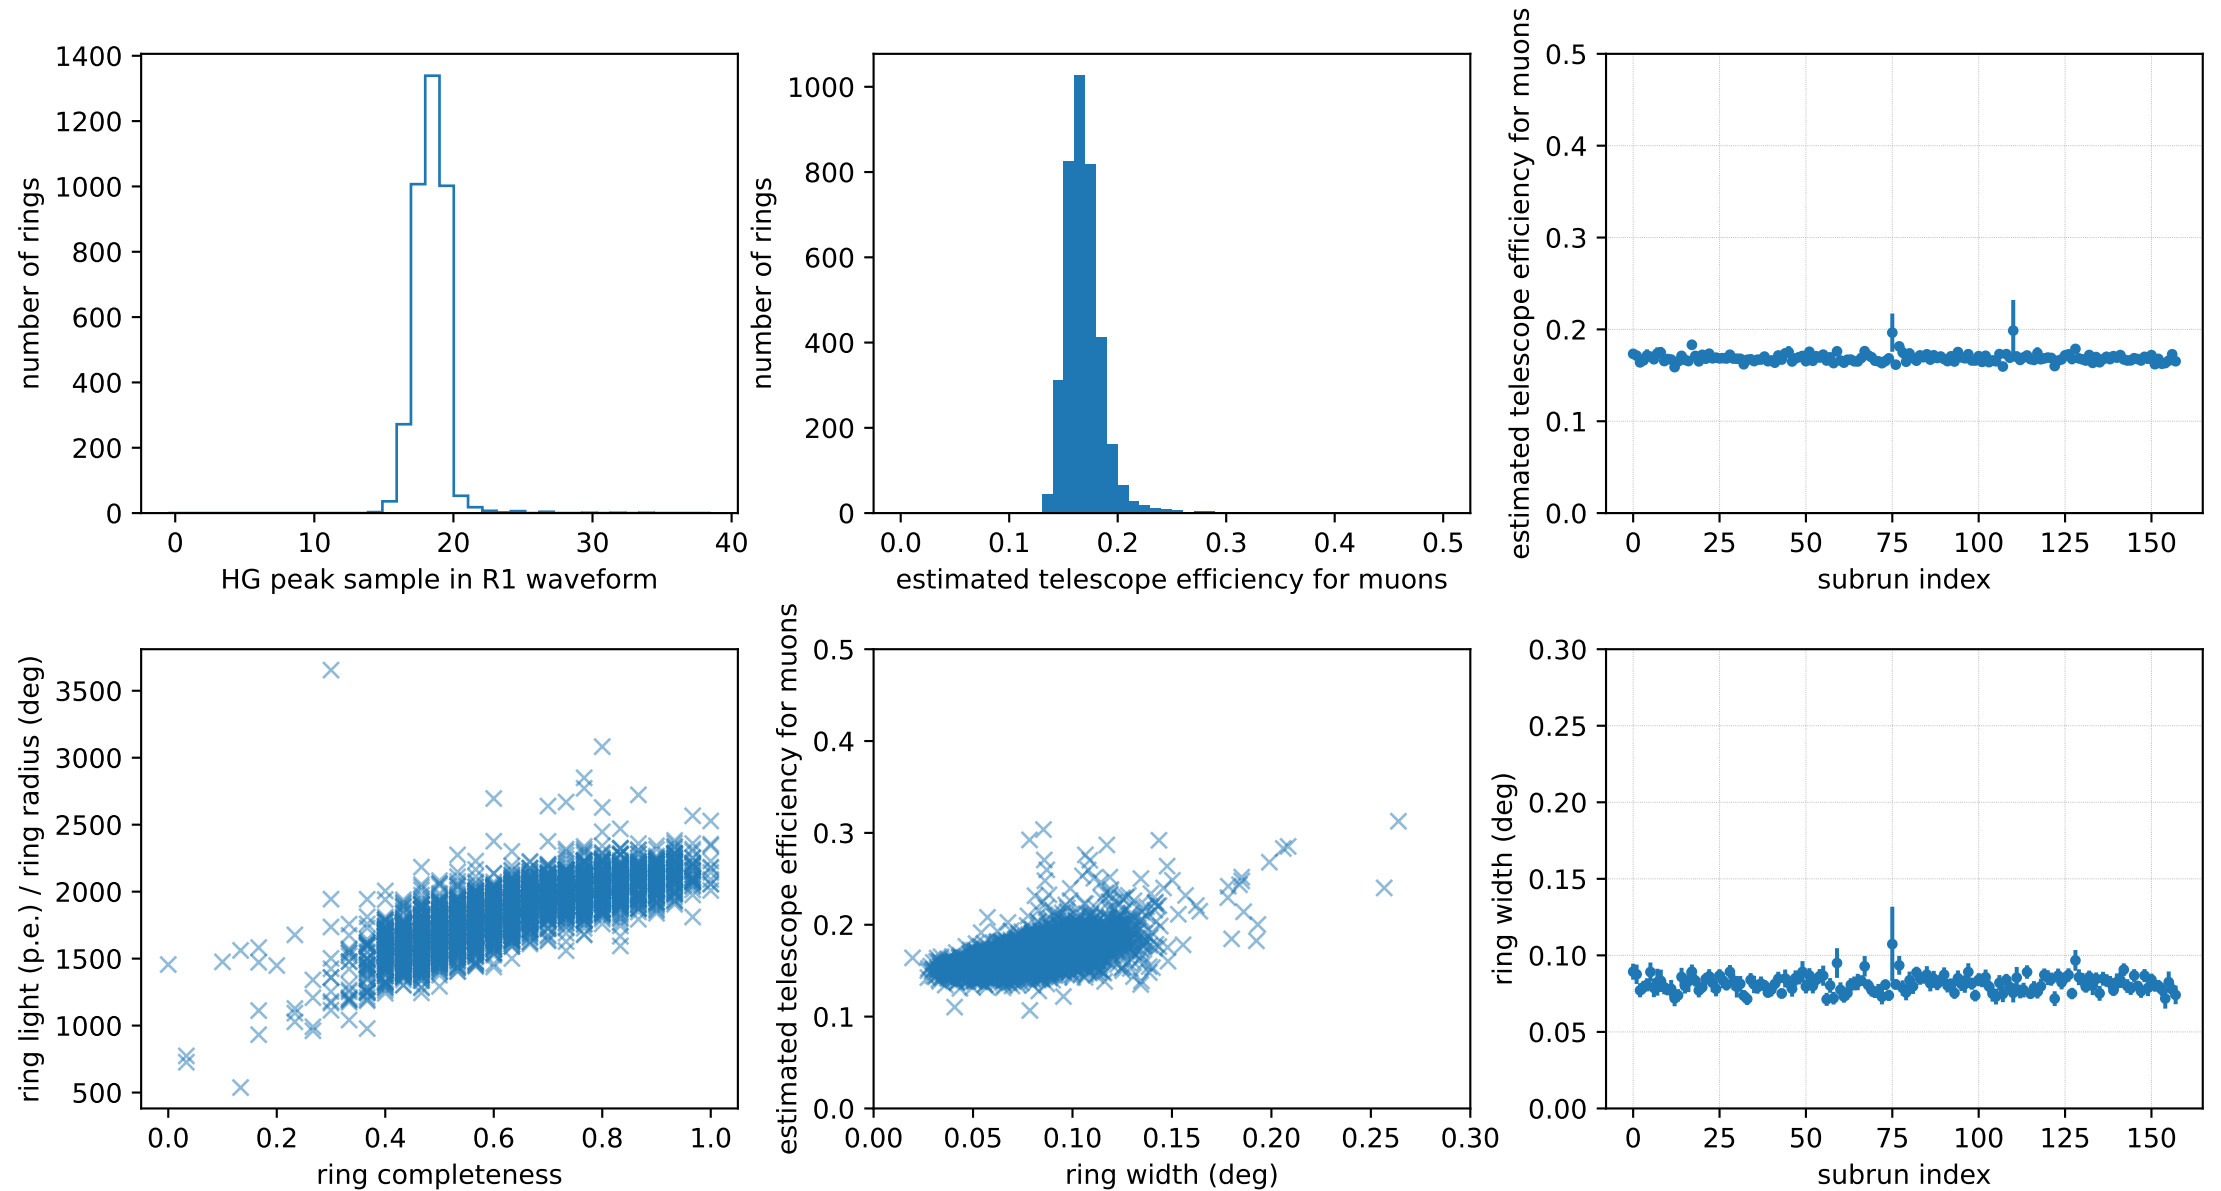 number of rings
1400
1200
1000
800
600
400
200
0
0 10 20 30 40
HG peak sample in R1 waveform
number of rings
1000
800
600
400
200
0
0.0 0.1 0.2 0.3 0.4 0.5
estimated telescope efficiency for muons
estimated telescope efficiency for muons
0.5
0.4
0.3
0.2
0.1
0.0
0 25 50 75 100 125 150
subrun index
ring light (p.e.) / ring radius (deg)
3500
3000
2500
2000
1500
1000
500
0.0 0.2 0.4 0.6 0.8 1.0
ring completeness
estimated telescope efficiency for muons
0.5
0.4
0.3
0.2
0.1
0.0
0.00 0.05 0.10 0.15 0.20 0.25 0.30
ring width (deg)
ring width (deg)
0.30
0.25
0.20
0.15
0.10
0.05
0.00
0 25 50 75 100 125 150
subrun index